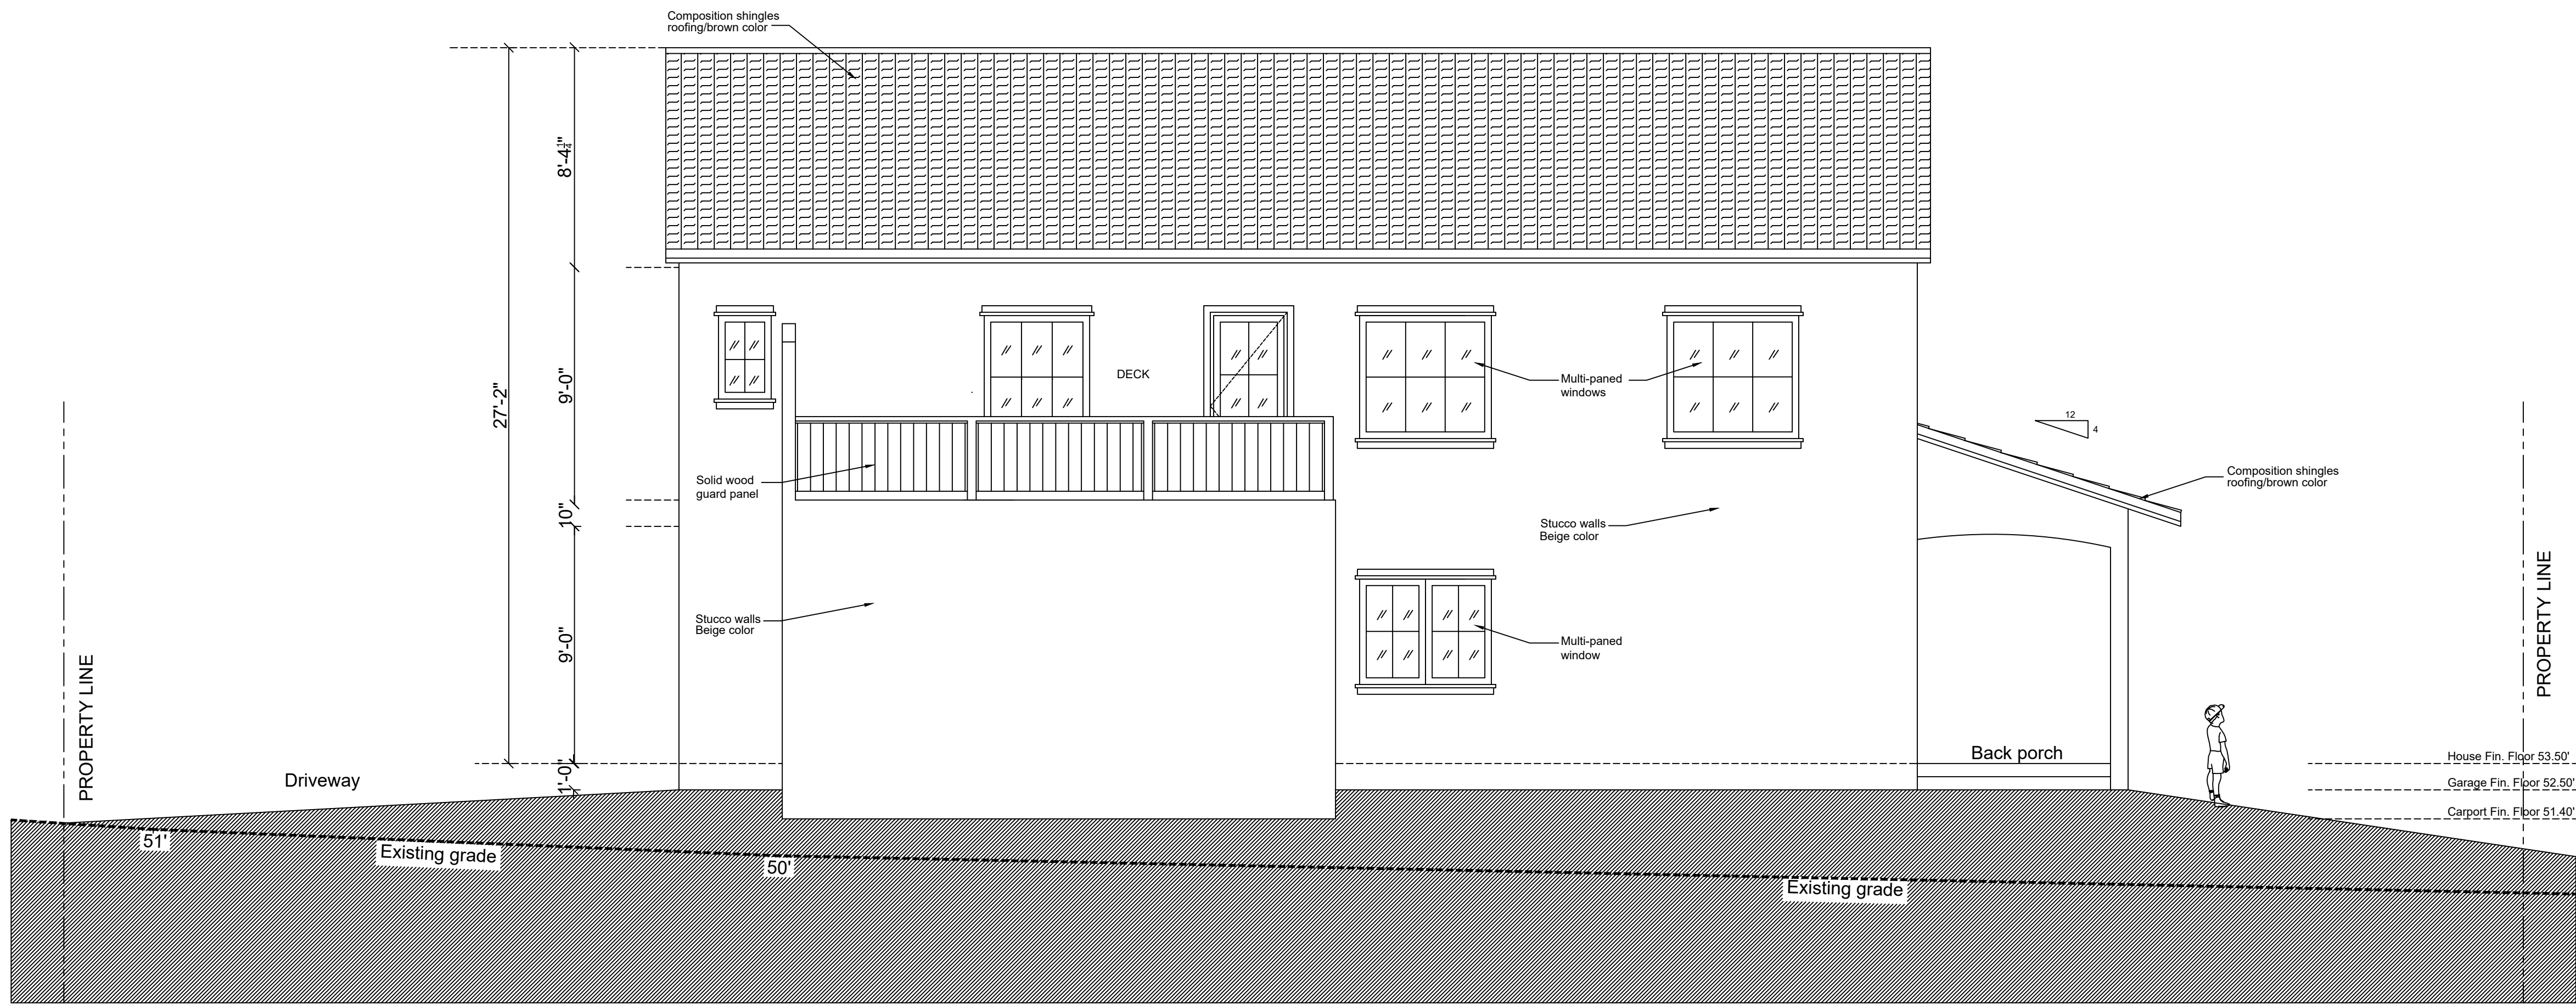 Composition shingles
roofing/brown color
8'-4 1/4"
27'-2"
9'-0"
10"
9'-0"
1'-0"
DECK
Multi-paned
windows
12
4
Composition shingles
roofing/brown color
Solid wood
guard panel
Stucco walls
Beige color
Stucco walls
Beige color
Multi-paned
window
PROPERTY LINE
PROPERTY LINE
Driveway
Back porch
House Fin. Floor 53.50'
Garage Fin. Floor 52.50'
Carport Fin. Floor 51.40'
51'
Existing grade
50'
Existing grade